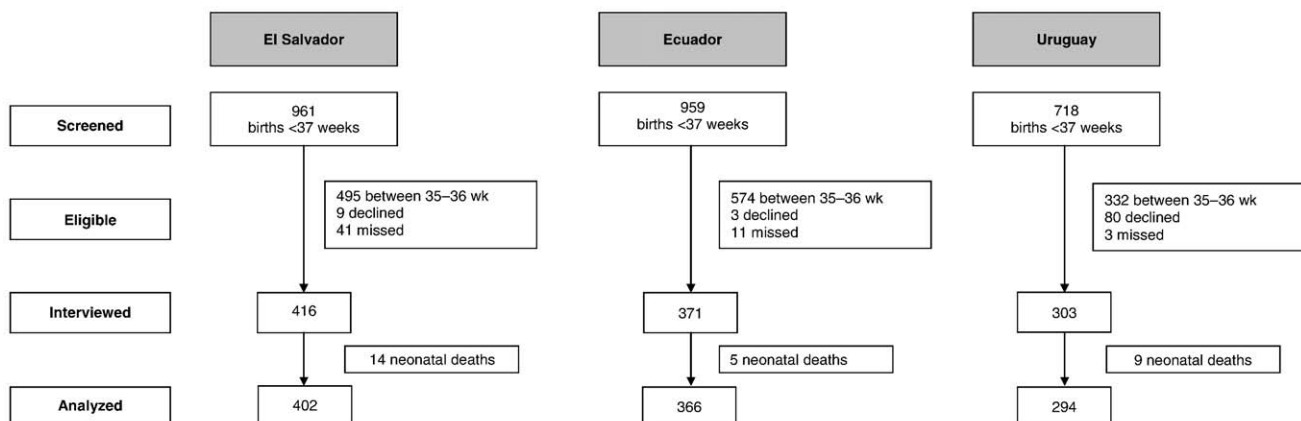 El Salvador
Ecuador
Uruguay
Screened
961
births <37 weeks
959
births <37 weeks
718
births <37 weeks
Eligible
495 between 35–36 wk
9 declined
41 missed
574 between 35–36 wk
3 declined
11 missed
332 between 35–36 wk
80 declined
3 missed
Interviewed
416
371
303
14 neonatal deaths
5 neonatal deaths
9 neonatal deaths
Analyzed
402
366
294